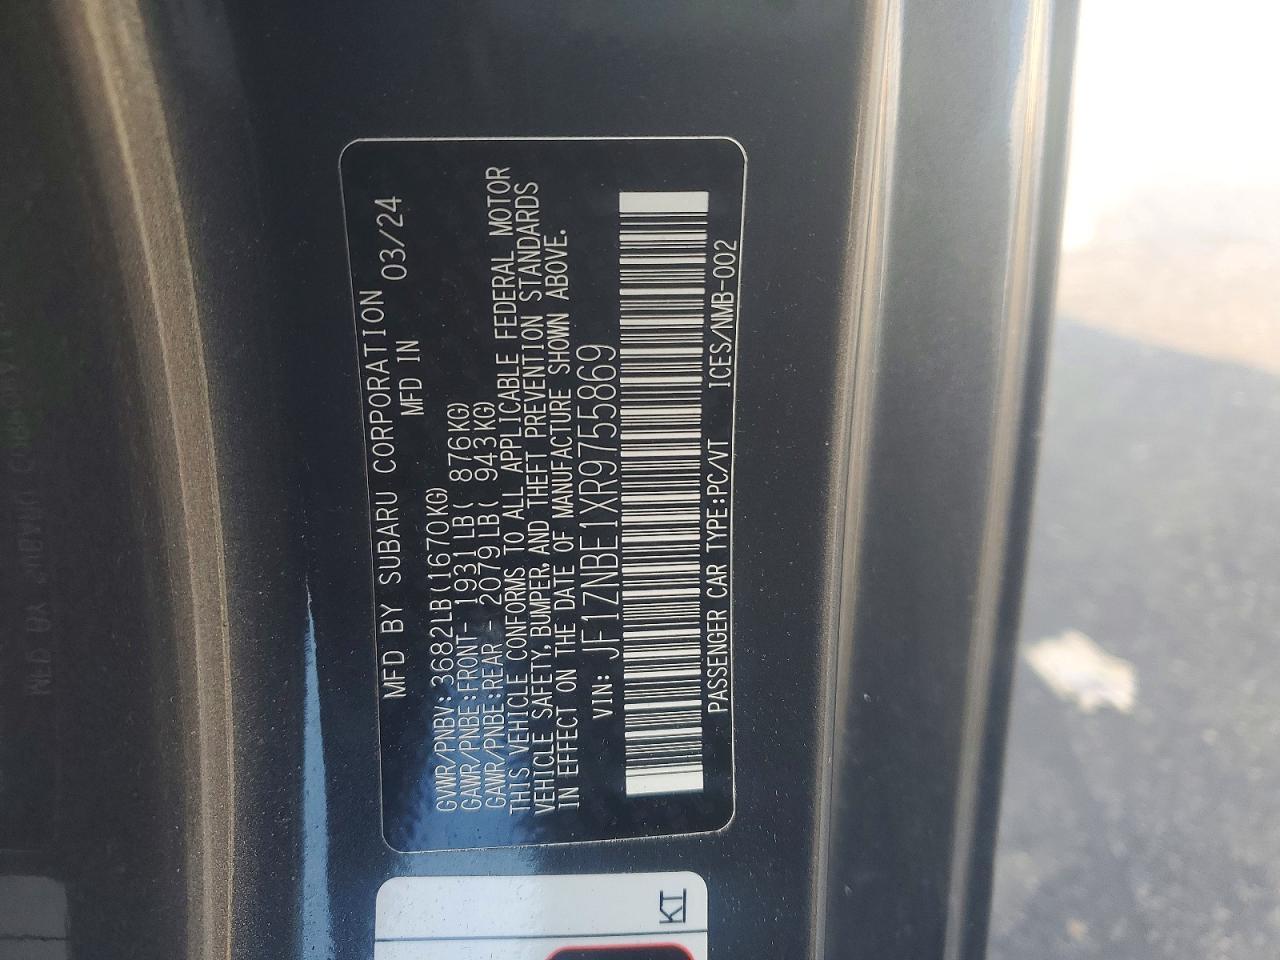 MFD BY SUBARU CORPORATION
MFD IN 03/24
GVWR/PNBV: 3682LB(1670KG)
GAWR/PNBE:FRONT- 1931LB( 876KG)
GAWR/PNBE:REAR - 2079LB( 943KG)
THIS VEHICLE CONFORMS TO ALL APPLICABLE FEDERAL MOTOR
VEHICLE SAFETY, BUMPER, AND THEFT PREVENTION STANDARDS
IN EFFECT ON THE DATE OF MANUFACTURE SHOWN ABOVE.
VIN: JF1ZNBE1XR9755869
PASSENGER CAR TYPE:PC/VT ICES/NMB-002
KI